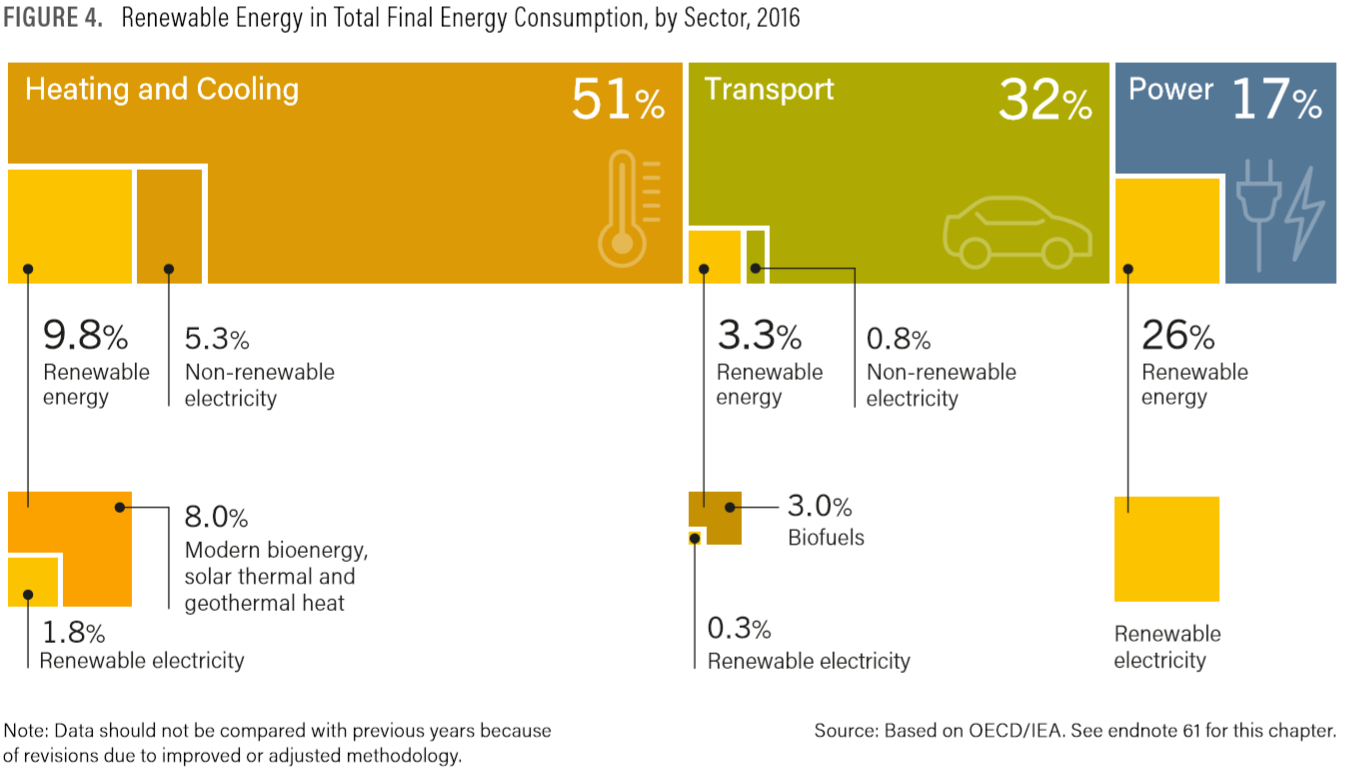 FIGURE 4. Renewable Energy in Total Final Energy Consumption, by Sector, 2016
Heating and Cooling
51%
Transport
32%
Power
17%
9.8%
Renewable
energy
5.3%
Non-renewable
electricity
3.3%
Renewable
energy
0.8%
Non-renewable
electricity
26%
Renewable
energy
8.0%
Modern bioenergy,
solar thermal and
geothermal heat
1.8%
Renewable electricity
3.0%
Biofuels
0.3%
Renewable electricity
Renewable
electricity
Note: Data should not be compared with previous years because
of revisions due to improved or adjusted methodology.
Source: Based on OECD/IEA. See endnote 61 for this chapter.